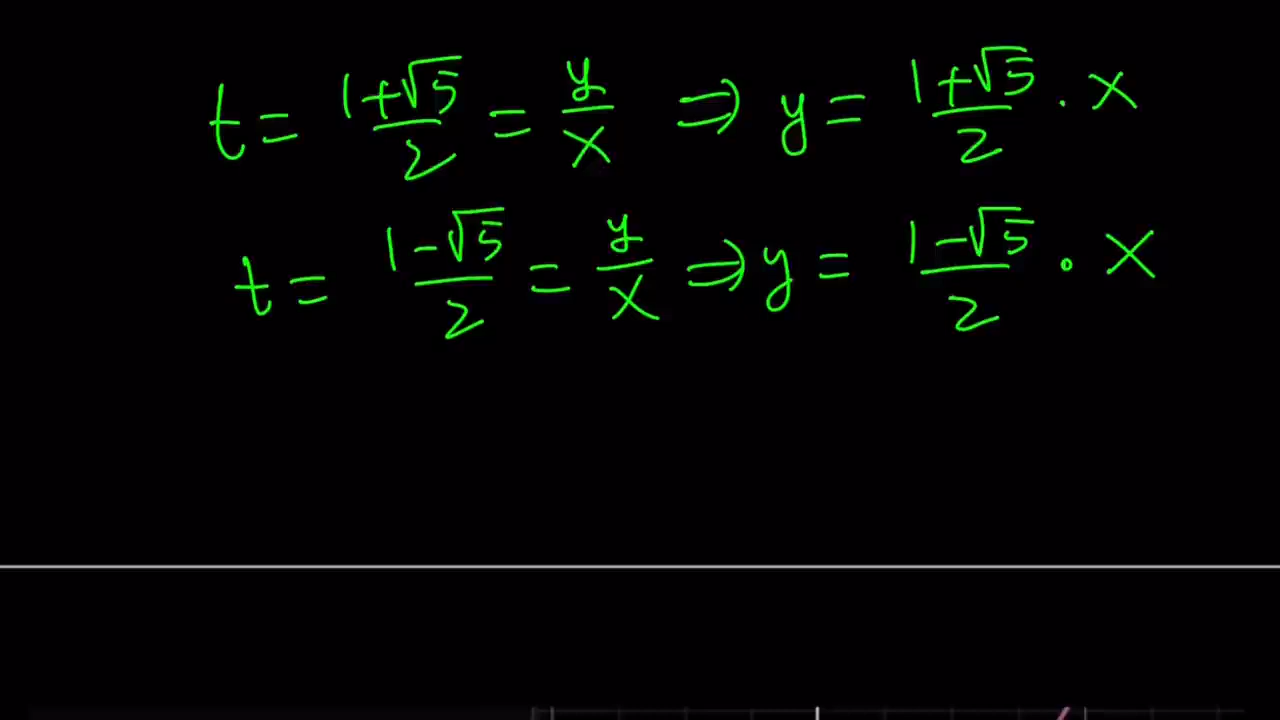 t = (1+√5)/2 = y/x ⇒ y = (1+√5)/2 · x
t = (1-√5)/2 = y/x ⇒ y = (1-√5)/2 · x